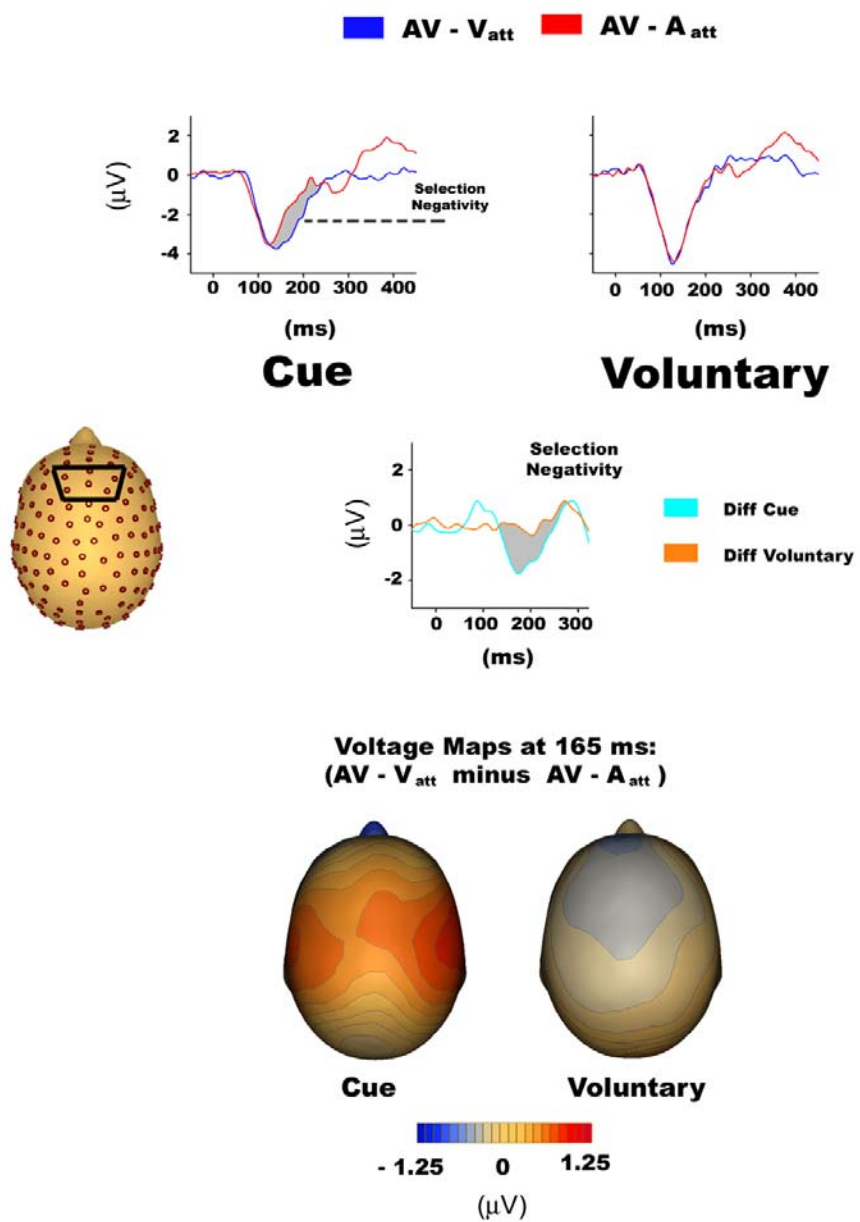 AV - Vatt AV - A att
2
0
-2
-4
(µV)
Selection
Negativity
0 100 200 300 400
(ms)
Cue
2
0
-2
-4
0 100 200 300 400
(ms)
Voluntary
2
0
-2
(µV)
Selection
Negativity
0 100 200 300
(ms)
Diff Cue
Diff Voluntary
Voltage Maps at 165 ms:
(AV - Vatt minus AV - A att )
Cue Voluntary
- 1.25 0 1.25
(µV)